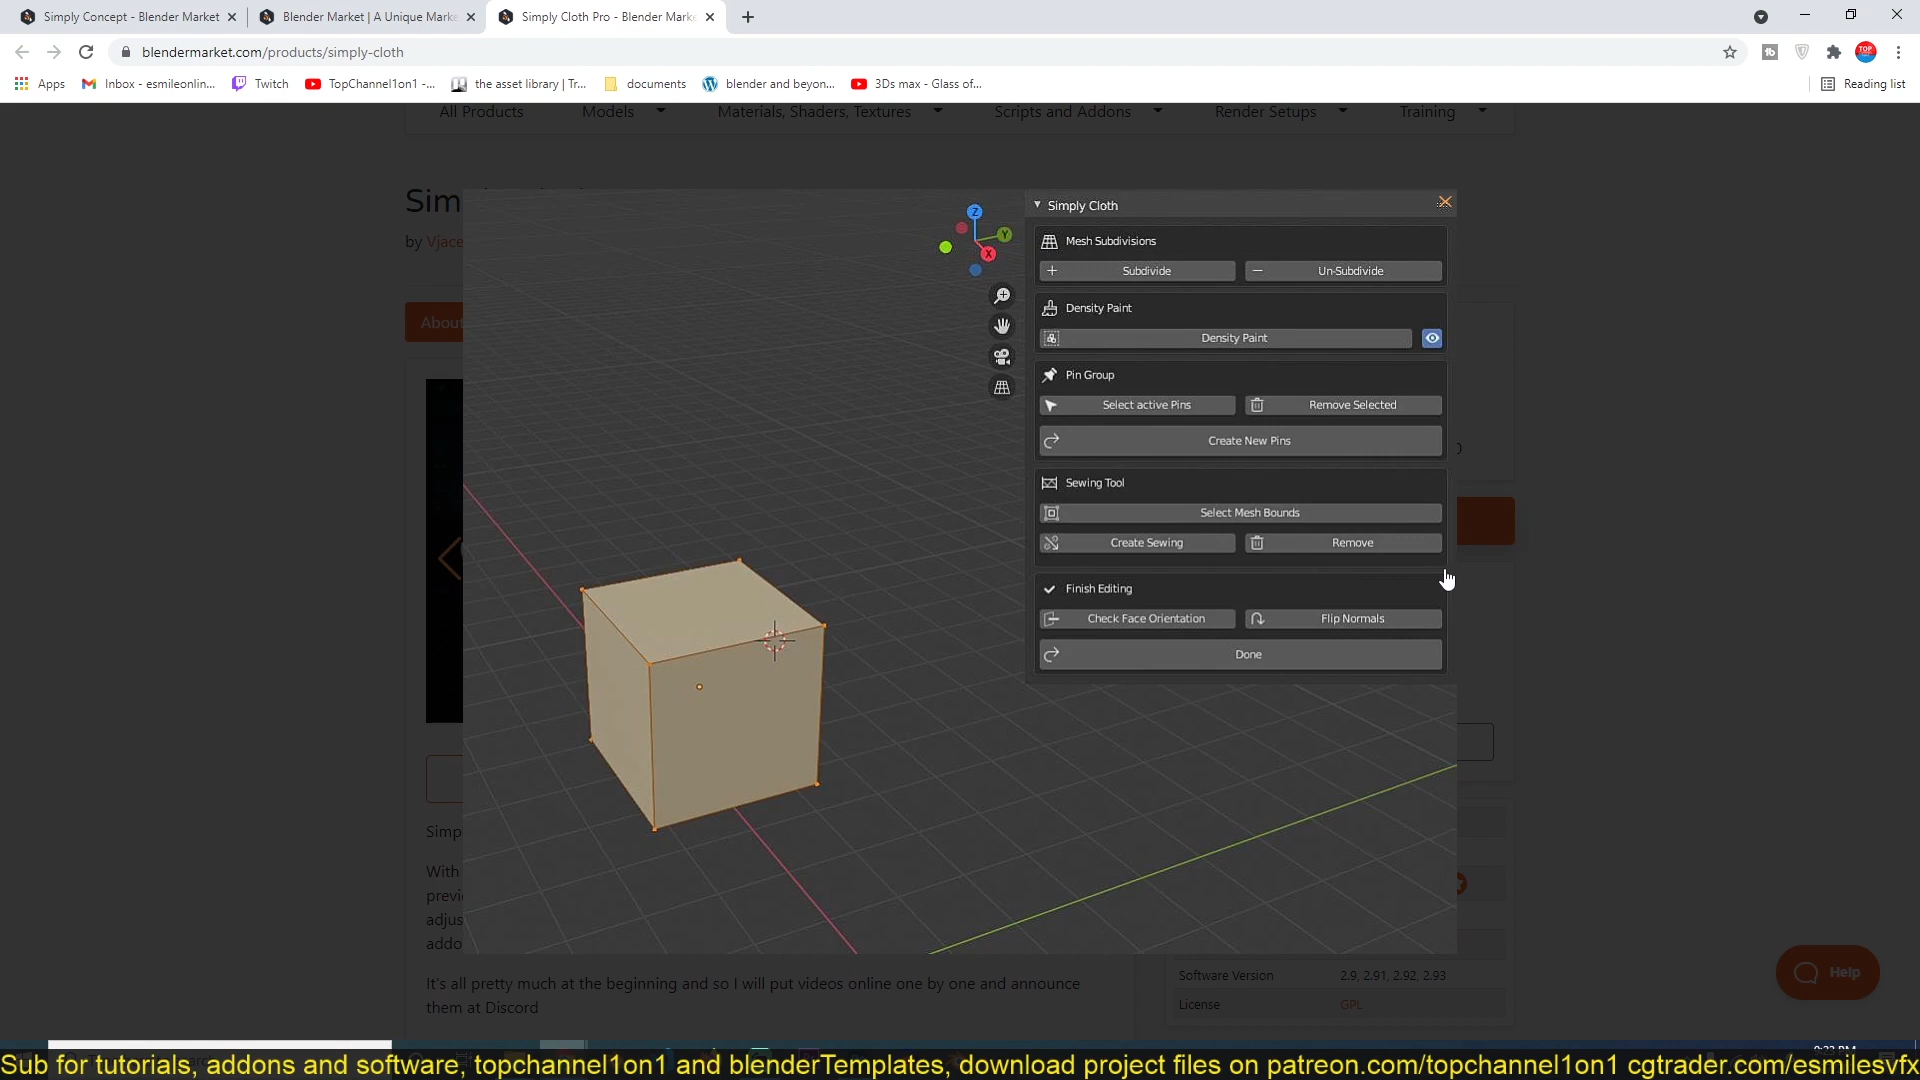 Simply Concept - Blender Market
Blender Market | A Unique Marke
Simply Cloth Pro - Blender Mark
blendermarket.com/products/simply-cloth
Apps
Inbox - esmileonlin...
Twitch
TopChannel1on1 -...
the asset library | Tr...
documents
blender and beyon...
3Ds max - Glass of...
Reading list
All Products
Models
Materials, Shaders, Textures
Scripts and Addons
Render Setups
Training
Sim
by Vjace
About
Z
Y
X
Simply Cloth
Mesh Subdivisions
Subdivide
Un-Subdivide
Density Paint
Density Paint
Pin Group
Select active Pins
Remove Selected
Create New Pins
Sewing Tool
Select Mesh Bounds
Create Sewing
Remove
Finish Editing
Check Face Orientation
Flip Normals
Done
Simp
With
previ
adjus
addo
It's all pretty much at the beginning and so I will put videos online one by one and announce
them at Discord
Software Version 2.9, 2.91, 2.92, 2.93
License GPL
Help
Sub for tutorials, addons and software; topchannel1on1 and blenderTemplates, download project files on patreon.com/topchannel1on1 cgtrader.com/esmilesvfx